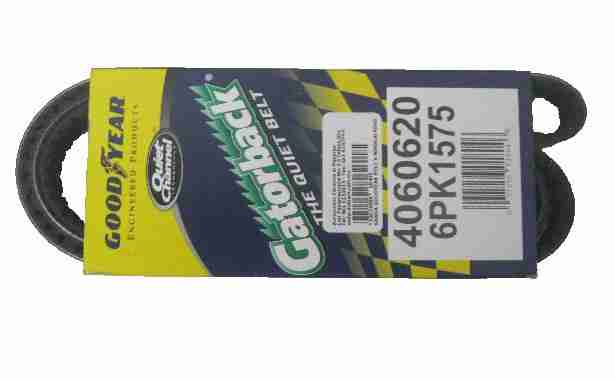 GOODYEAR
ENGINEERED PRODUCTS
Quiet
Channel
Gatorback®
THE QUIET BELT
4060620
6PK1575